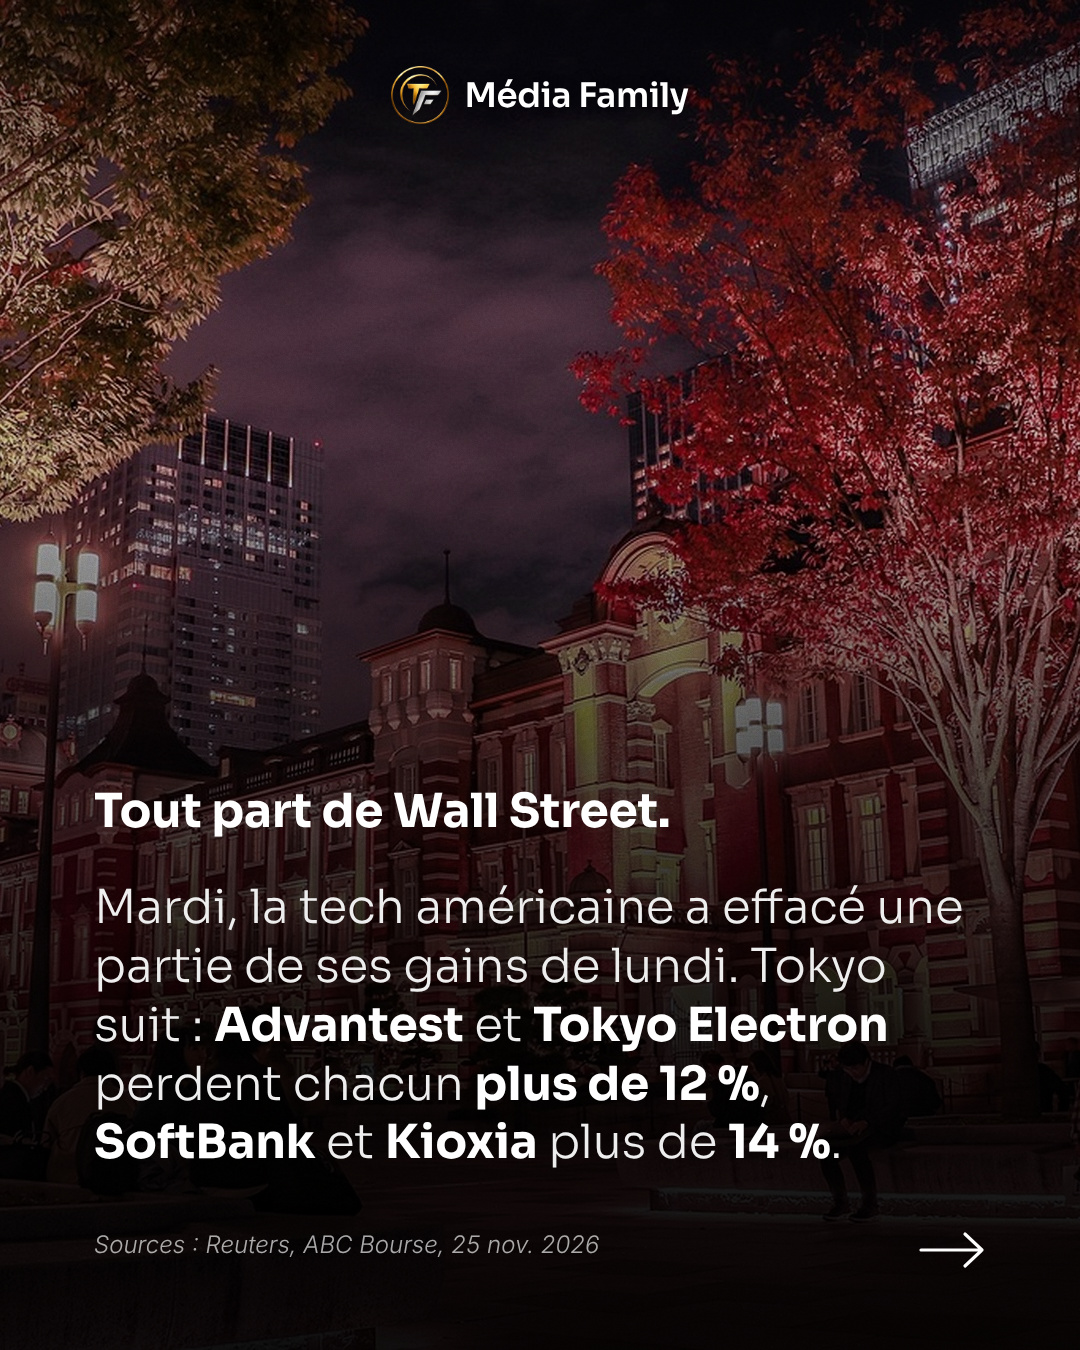 TF Média Family
Tout part de Wall Street.
Mardi, la tech américaine a effacé une
partie de ses gains de lundi. Tokyo
suit : Advantest et Tokyo Electron
perdent chacun plus de 12 %,
SoftBank et Kioxia plus de 14 %.
Sources : Reuters, ABC Bourse, 25 nov. 2026